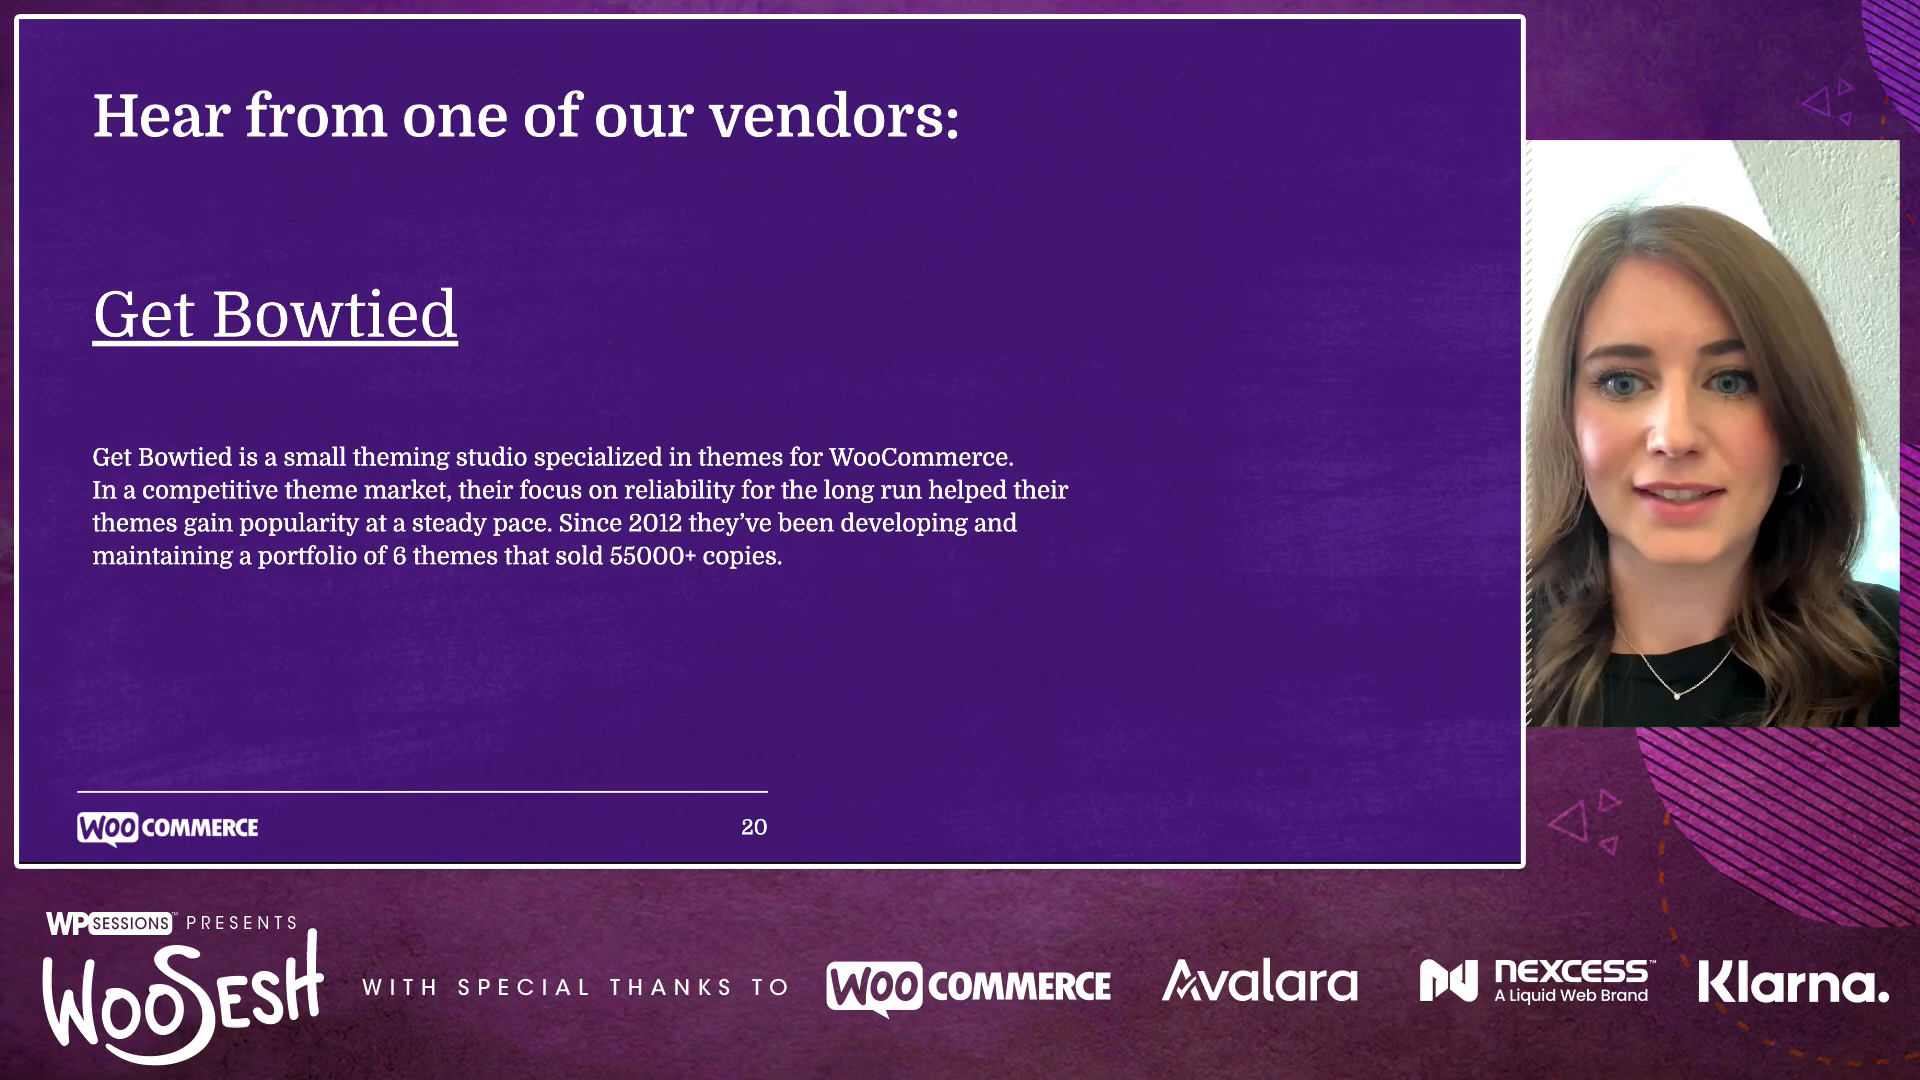 Hear from one of our vendors:
Get Bowtied
Get Bowtied is a small theming studio specialized in themes for WooCommerce.
In a competitive theme market, their focus on reliability for the long run helped their
themes gain popularity at a steady pace. Since 2012 they’ve been developing and
maintaining a portfolio of 6 themes that sold 55000+ copies.
WOO COMMERCE
20
WP SESSIONS™ PRESENTS
WOOSESH
WITH SPECIAL THANKS TO
WOO COMMERCE
Avalara
NEXCESS™
A Liquid Web Brand
Klarna.